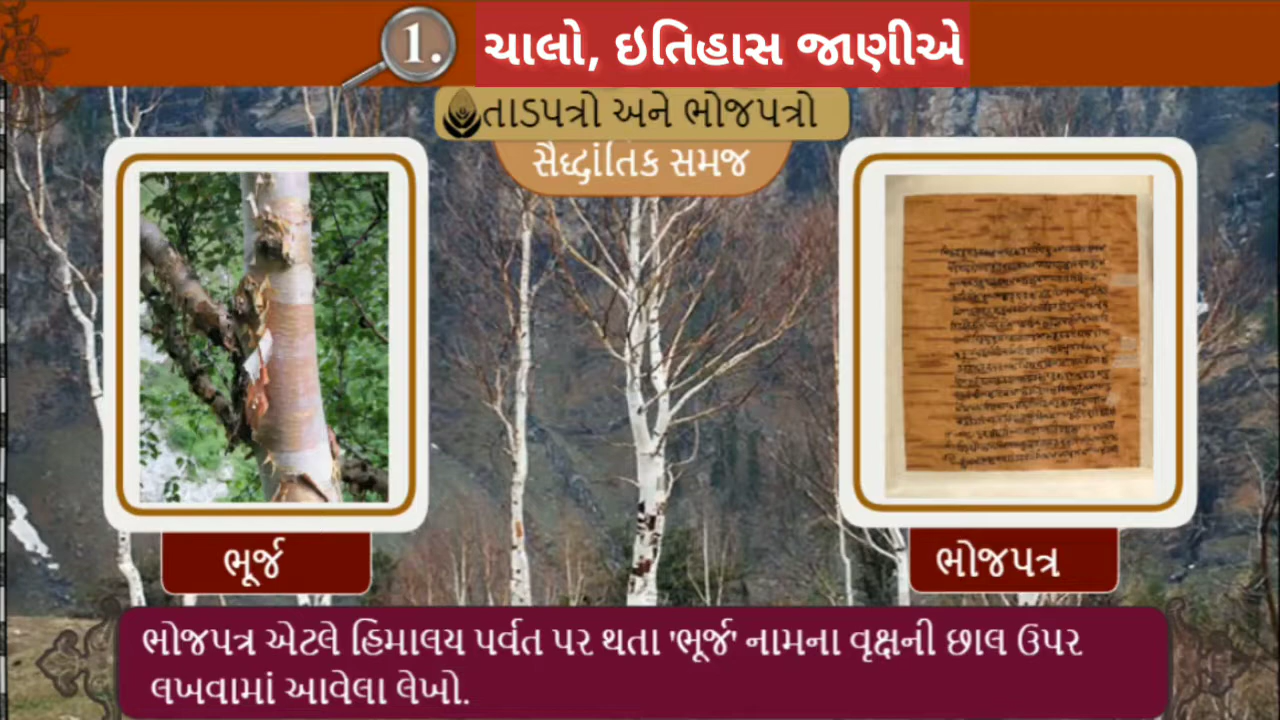 1. ચાલો, ઇતિહાસ જાણીએ
તાડપત્રો અને ભોજપત્રો
સૈદ્ધાંતિક સમજ
ભૂર્જ
ભોજપત્ર
ભોજપત્ર એટલે હિમાલય પર્વત પર થતા 'ભૂર્જ' નામના વૃક્ષની છાલ ઉપર
લખવામાં આવેલા લેખો.